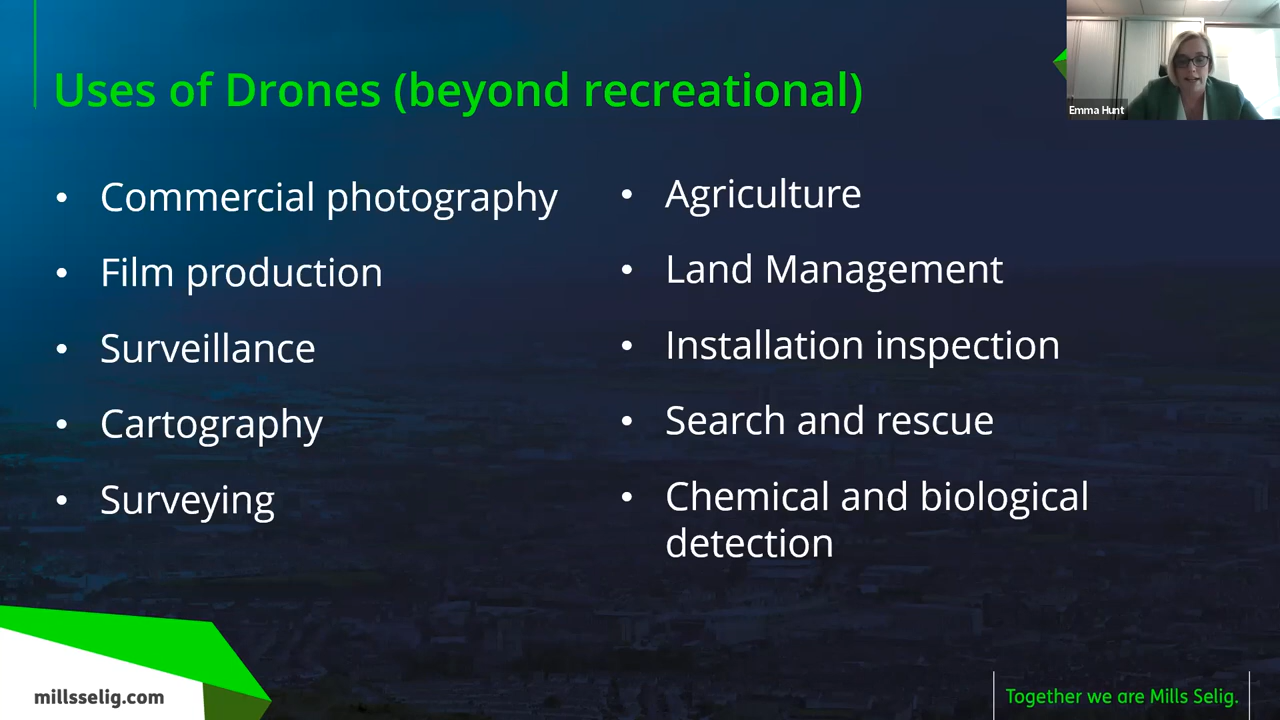 Uses of Drones (beyond recreational)
Emma Hunt
• Commercial photography
• Film production
• Surveillance
• Cartography
• Surveying
• Agriculture
• Land Management
• Installation inspection
• Search and rescue
• Chemical and biological
detection
millsselig.com
Together we are Mills Selig.